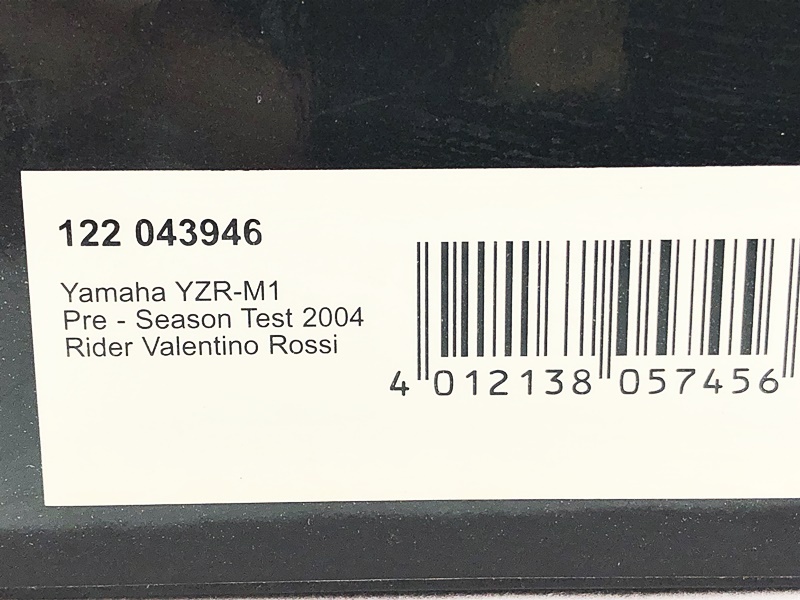 122 043946
Yamaha YZR-M1
Pre - Season Test 2004
Rider Valentino Rossi
4 012138 057456